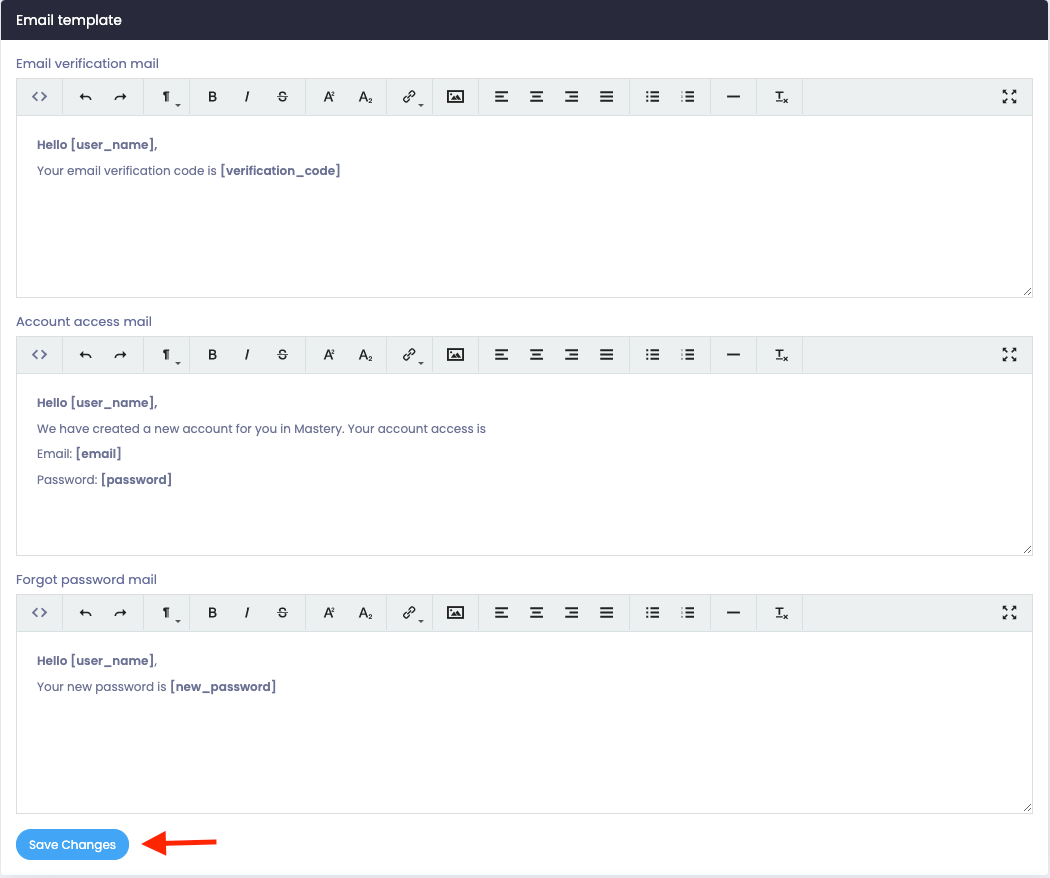 Email template
Email verification mail
Hello [user_name],
Your email verification code is [verification_code]
Account access mail
Hello [user_name],
We have created a new account for you in Mastery. Your account access is
Email: [email]
Password: [password]
Forgot password mail
Hello [user_name],
Your new password is [new_password]
Save Changes